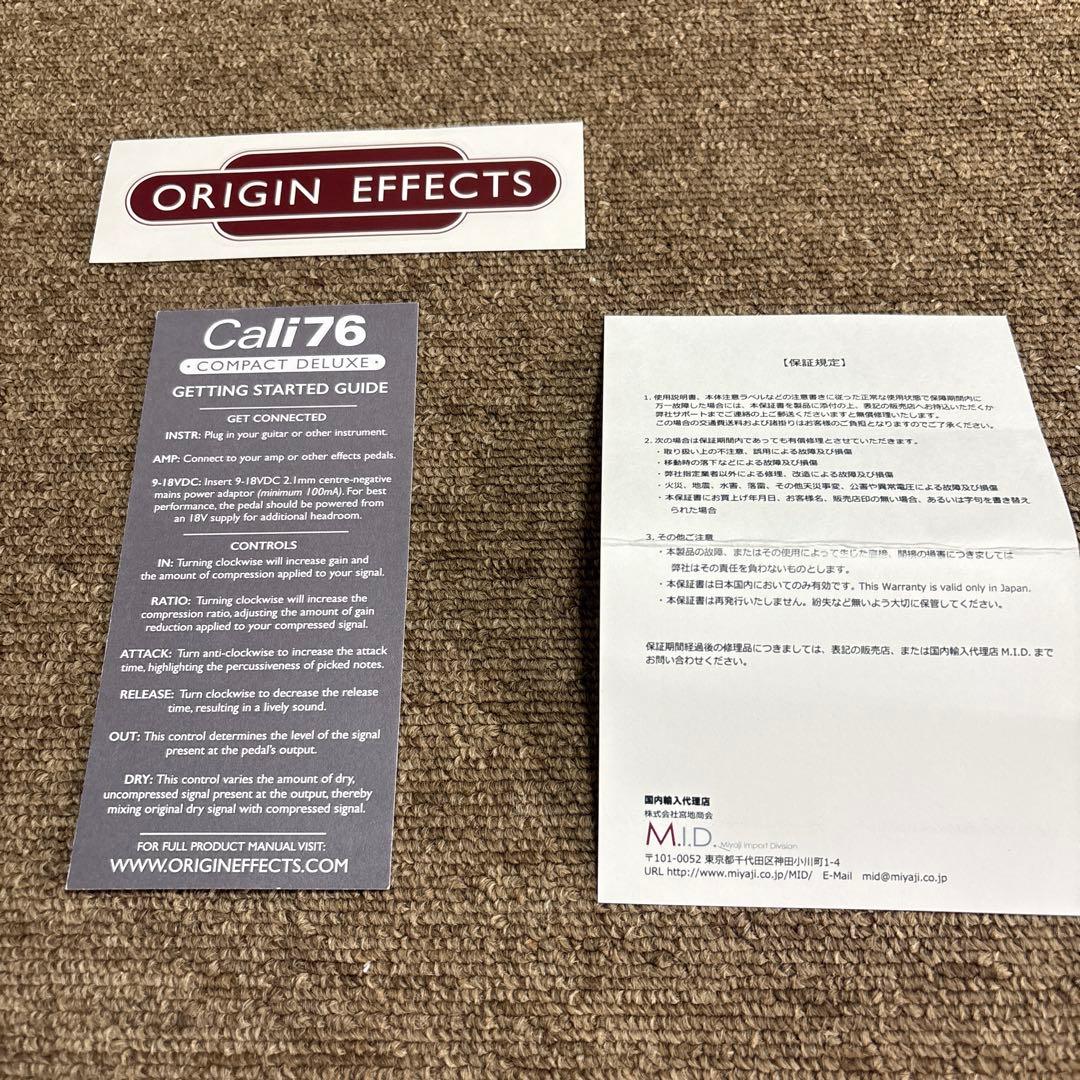 ORIGIN EFFECTS
Cali76
COMPACT DELUXE
GETTING STARTED GUIDE
GET CONNECTED
INSTR: Plug in your guitar or other instrument.
AMP: Connect to your amp or other effects pedals.
9-18VDC: Insert 9-18VDC 2.1mm centre-negative
mains power adaptor (minimum 100mA). For best
performance, the pedal should be powered from
an 18V supply for additional headroom.
CONTROLS
IN: Turning clockwise will increase gain and
the amount of compression applied to your signal.
RATIO: Turning clockwise will increase the
compression ratio, adjusting the amount of gain
reduction applied to your compressed signal.
ATTACK: Turn anti-clockwise to increase the attack
time, highlighting the percussiveness of picked notes.
RELEASE: Turn clockwise to decrease the release
time, resulting in a lively sound.
OUT: This control determines the level of the signal
present at the pedal's output.
DRY: This control varies the amount of dry,
uncompressed signal present at the output, thereby
mixing original dry signal with compressed signal.
FOR FULL PRODUCT MANUAL VISIT:
WWW.ORIGINEFFECTS.COM
【保証規定】
1. 使用説明書、本体注意ラベルなどの注意書きに従った正常な使用状態で保障期間内に
万一故障した場合には、本保証書を製品に添付の上、表記の販売店へお持込いただくか
弊社サポートまでご連絡の上ご郵送くださいますと無償修理いたします。
この場合の交通費送料および諸掛りはお客様のご負担となりますのでご了承ください。
2. 次の場合は保証期間内であっても有償修理とさせていただきます。
・取り扱い上の不注意、誤用による故障及び損傷
・移動時の落下などによる故障及び損傷
・弊社指定業者以外による修理、改造による故障及び損傷
・火災、地震、水害、落雷、その他天災事変、公害や異常電圧による故障及び損傷
・本保証書にお買上げ年月日、お客様名、販売店印の無い場合、あるいは字句を書き替え
られた場合
3. その他ご注意
・本製品の故障、またはその使用によって生じた直接、間接の損害につきましては
弊社はその責任を負わないものとします。
・本保証書は日本国内においてのみ有効です。This Warranty is valid only in Japan.
・本保証書は再発行いたしません。紛失など無いよう大切に保管してください。
保証期間経過後の修理品につきましては、表記の販売店、または国内輸入代理店 M.I.D. まで
お問い合わせください。
国内輸入代理店
株式会社宮地商会
M.I.D. Miyaji Import Division
〒101-0052 東京都千代田区神田小川町1-4
URL http://www.miyaji.co.jp/MID/ E-Mail mid@miyaji.co.jp